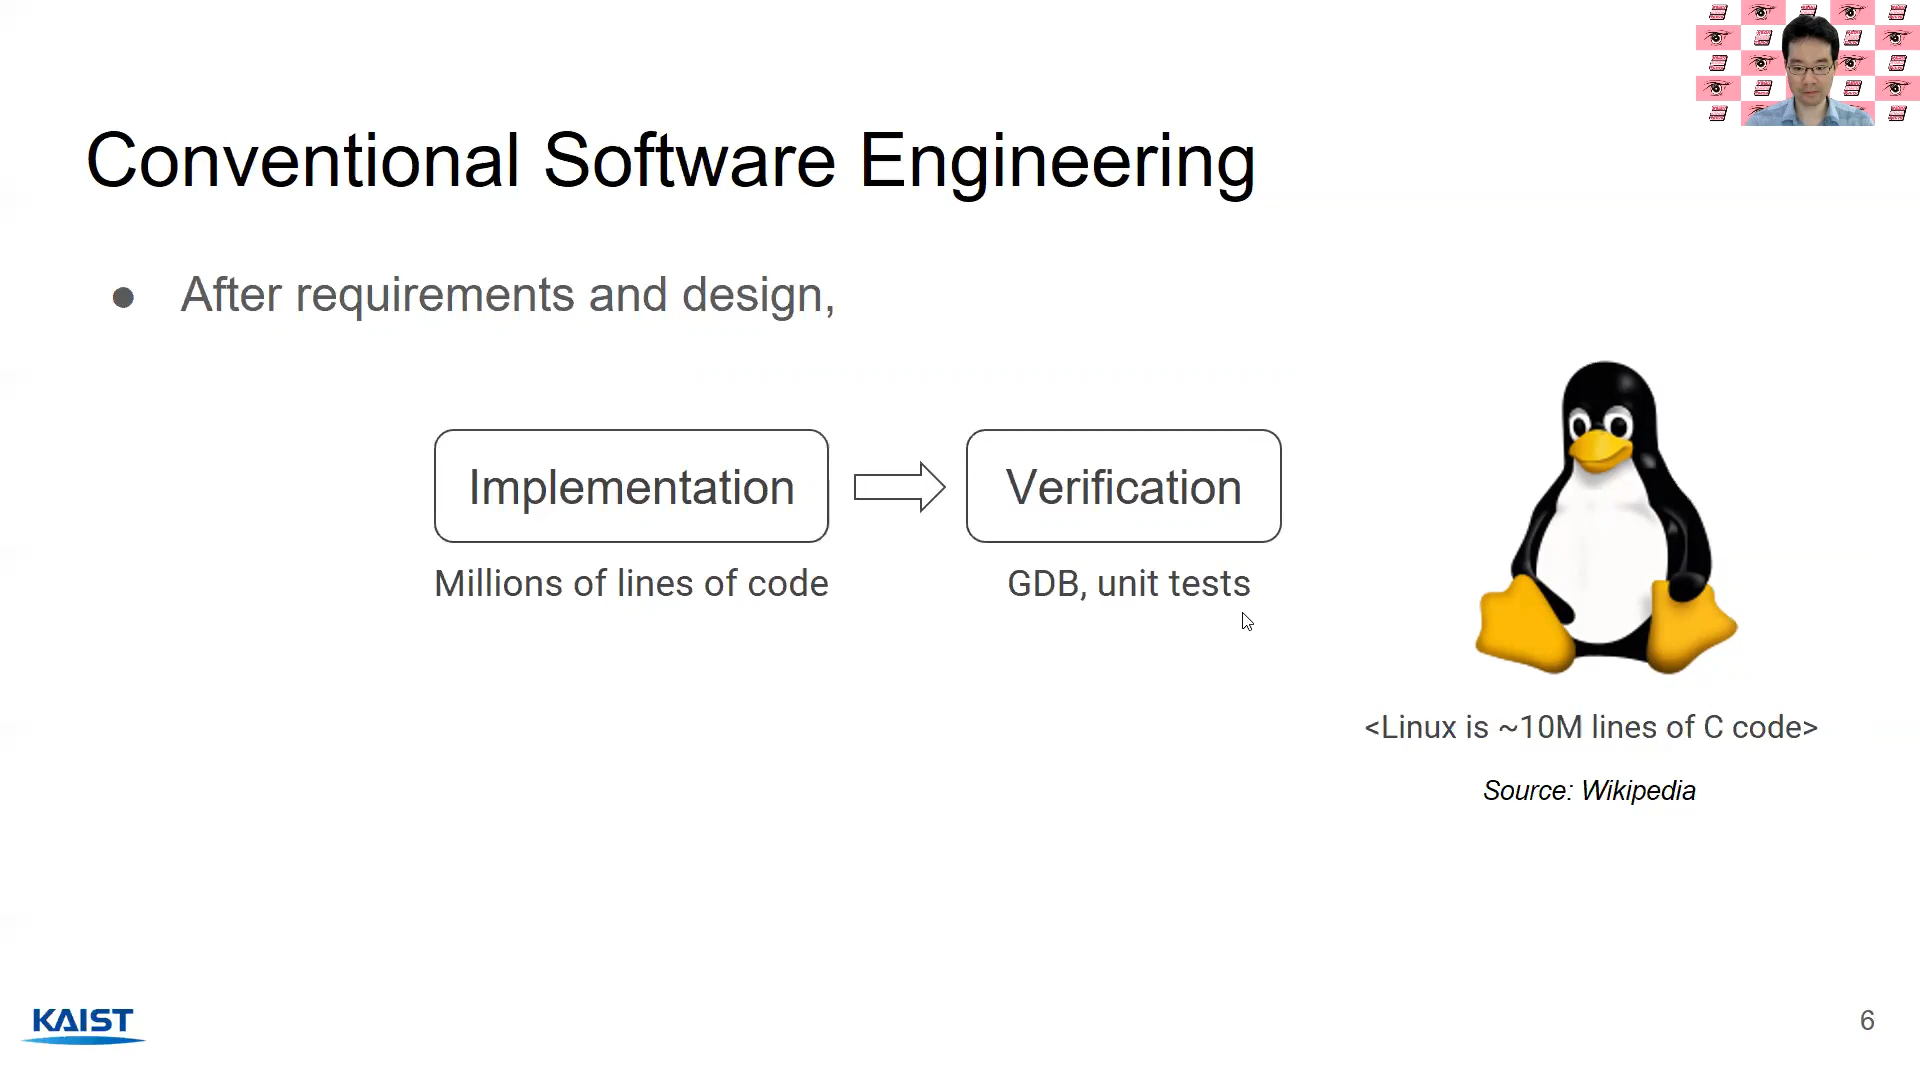 Conventional Software Engineering
● After requirements and design,
Implementation
Verification
Millions of lines of code
GDB, unit tests
<Linux is ~10M lines of C code>
Source: Wikipedia
KAIST
6